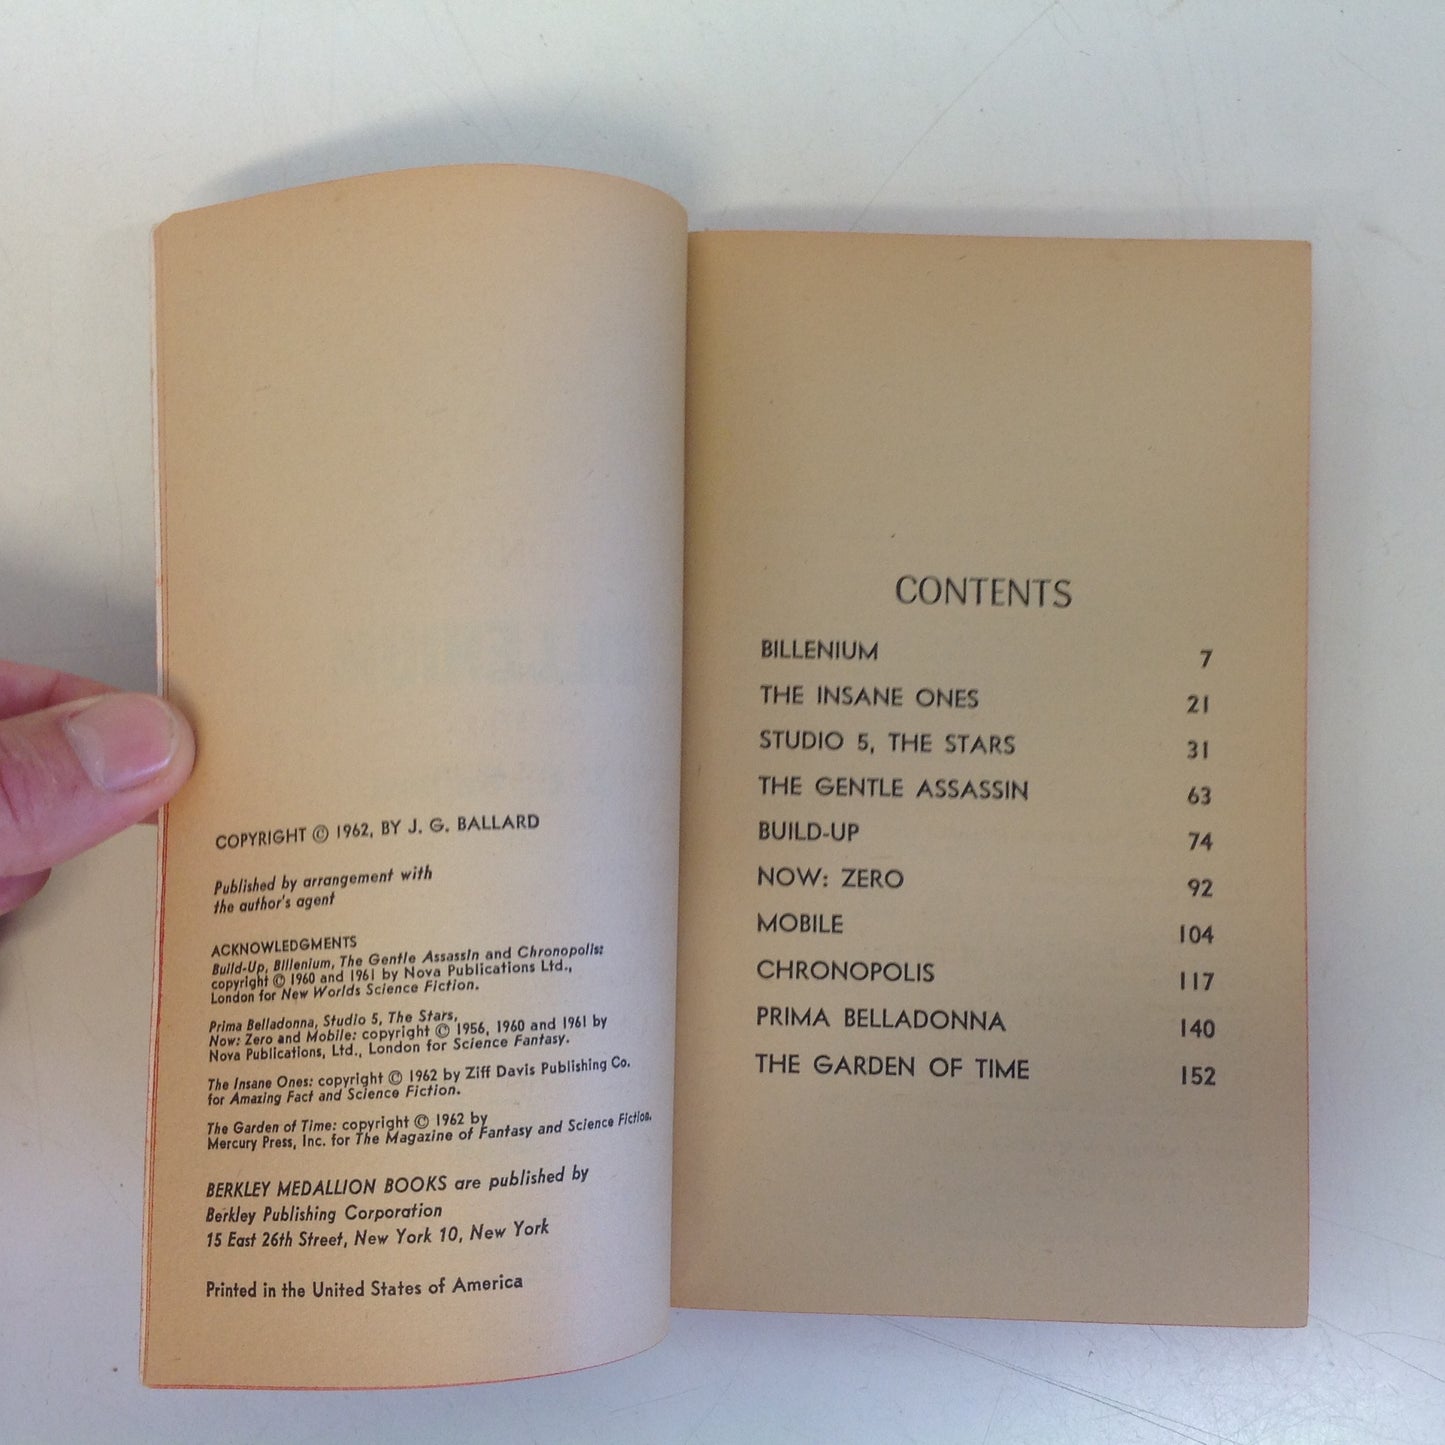 COPYRIGHT © 1962, BY J. G. BALLARD
Published by arrangement with
the author's agent
ACKNOWLEDGMENTS
Build-Up, Billenium, The Gentle Assassin and Chronopolis:
copyright © 1960 and 1961 by Nova Publications Ltd.,
London for New Worlds Science Fiction.
Prima Belladonna, Studio 5, The Stars,
Now: Zero and Mobile: copyright © 1956, 1960 and 1961 by
Nova Publications, Ltd., London for Science Fantasy.
The Insane Ones: copyright © 1962 by Ziff Davis Publishing Co.
for Amazing Fact and Science Fiction.
The Garden of Time: copyright © 1962 by
Mercury Press, Inc. for The Magazine of Fantasy and Science Fiction.
BERKLEY MEDALLION BOOKS are published by
Berkley Publishing Corporation
15 East 26th Street, New York 10, New York
Printed in the United States of America
CONTENTS
BILLENIUM 7
THE INSANE ONES 21
STUDIO 5, THE STARS 31
THE GENTLE ASSASSIN 63
BUILD-UP 74
NOW: ZERO 92
MOBILE 104
CHRONOPOLIS 117
PRIMA BELLADONNA 140
THE GARDEN OF TIME 152